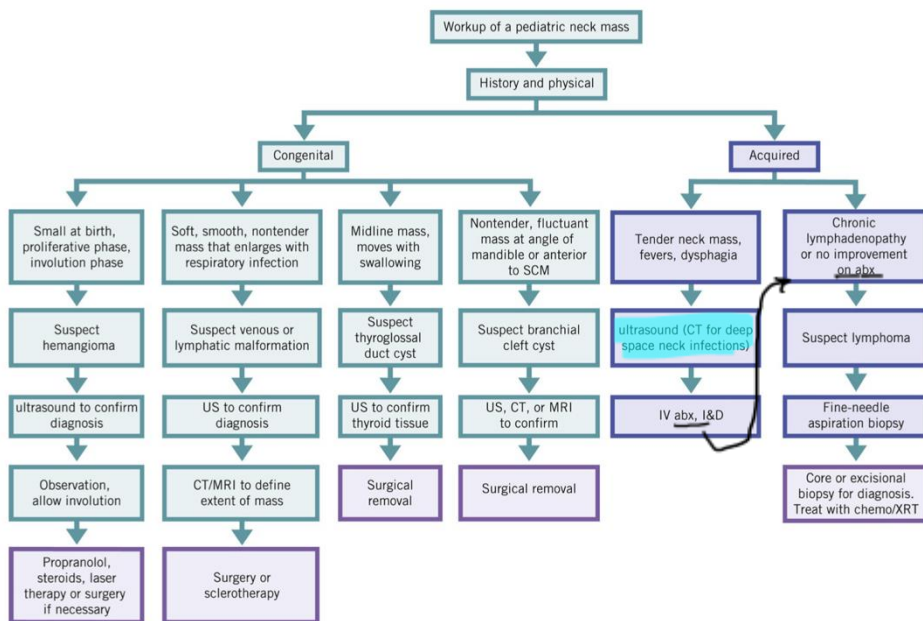 Workup of a pediatric neck mass
History and physical
Congenital
Acquired
Small at birth,
proliferative phase,
involution phase
Soft, smooth, nontender
mass that enlarges with
respiratory infection
Midline mass,
moves with
swallowing
Nontender, fluctuant
mass at angle of
mandible or anterior
to SCM
Tender neck mass,
fevers, dysphagia
Chronic
lymphadenopathy
or no improvement
on abx
Suspect
hemangioma
Suspect venous or
lymphatic malformation
Suspect
thyroglossal
duct cyst
Suspect branchial
cleft cyst
ultrasound (CT for deep
space neck infections)
Suspect lymphoma
ultrasound to confirm
diagnosis
US to confirm
diagnosis
US to confirm
thyroid tissue
US, CT, or MRI
to confirm
IV abx, I&D
Fine-needle
aspiration biopsy
Observation,
allow involution
CT/MRI to define
extent of mass
Surgical
removal
Surgical removal
Core or excisional
biopsy for diagnosis.
Treat with chemo/XRT
Propranolol,
steroids, laser
therapy or surgery
if necessary
Surgery or
sclerotherapy